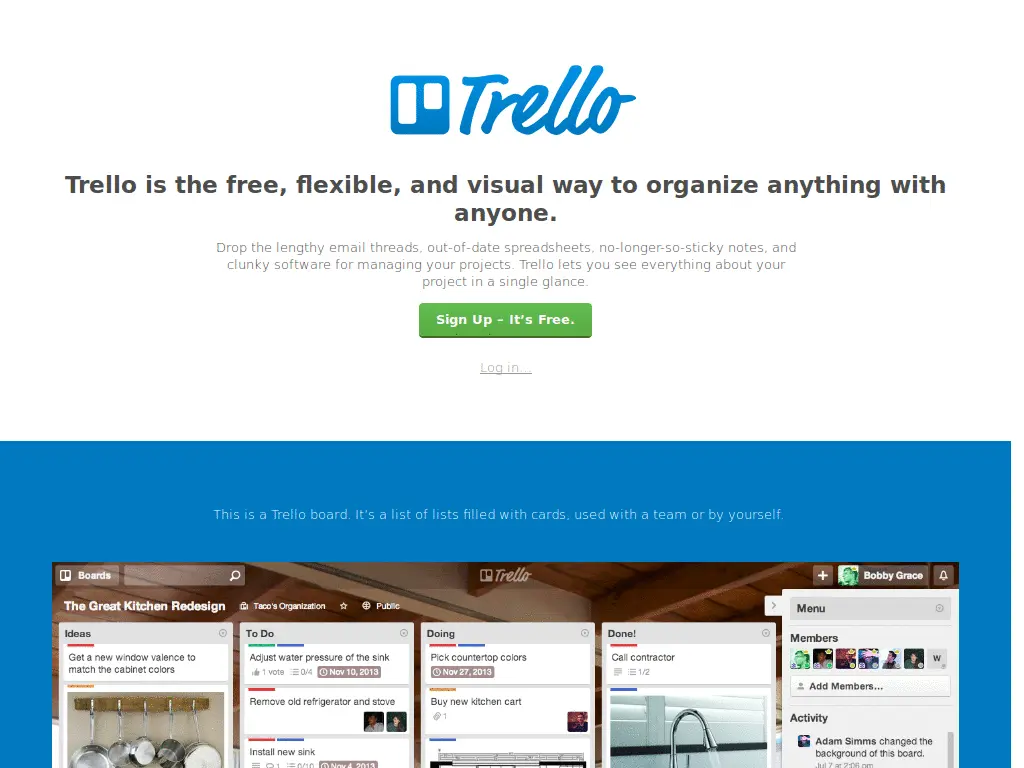 Trello
Trello is the free, flexible, and visual way to organize anything with
anyone.
Drop the lengthy email threads, out-of-date spreadsheets, no-longer-so-sticky notes, and
clunky software for managing your projects. Trello lets you see everything about your
project in a single glance.
Sign Up – It’s Free.
Log in...
This is a Trello board. It’s a list of lists filled with cards, used with a team or by yourself.
Boards
Trello
Bobby Grace
The Great Kitchen Redesign
Taco's Organization
Public
Menu
Ideas
To Do
Doing
Done!
Members
Get a new window valence to
match the cabinet colors
Adjust water pressure of the sink
1 vote 0/4 Nov 10, 2013
Pick countertop colors
Nov 27, 2013
Call contractor
1/2
W
Add Members...
Remove old refrigerator and stove
Buy new kitchen cart
1
Activity
Adam Simms changed the
background of this board.
Jul 7 at 2:06 pm
Install new sink
1 0/10 Nov 4, 2013